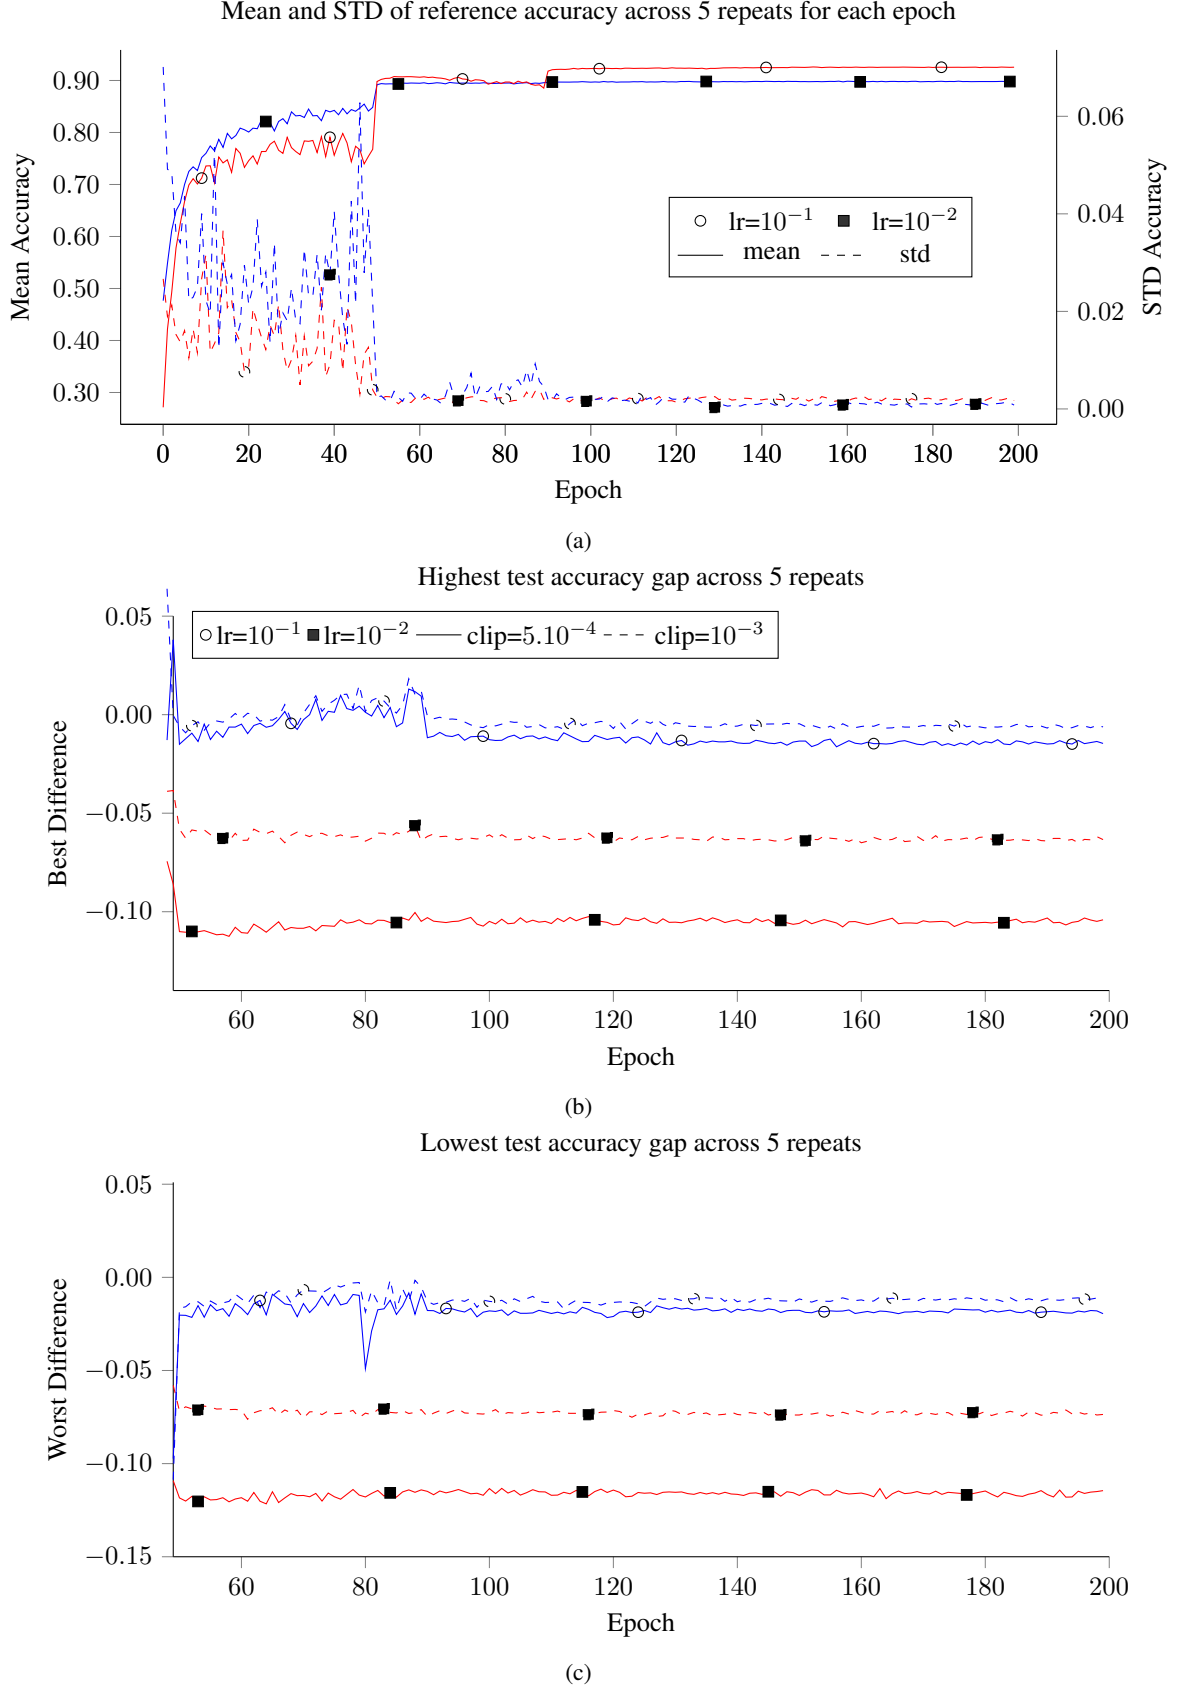 Mean and STD of reference accuracy across 5 repeats for each epoch
0.90
0.80
0.70
0.60
0.50
0.40
0.30
Mean Accuracy
0.06
0.04
0.02
0.00
STD Accuracy
lr=10⁻¹ lr=10⁻²
mean std
0 20 40 60 80 100 120 140 160 180 200
Epoch
(a)
Highest test accuracy gap across 5 repeats
0.05
0.00
−0.05
−0.10
Best Difference
lr=10⁻¹ lr=10⁻² clip=5.10⁻⁴ clip=10⁻³
60 80 100 120 140 160 180 200
Epoch
(b)
Lowest test accuracy gap across 5 repeats
0.05
0.00
−0.05
−0.10
−0.15
Worst Difference
60 80 100 120 140 160 180 200
Epoch
(c)